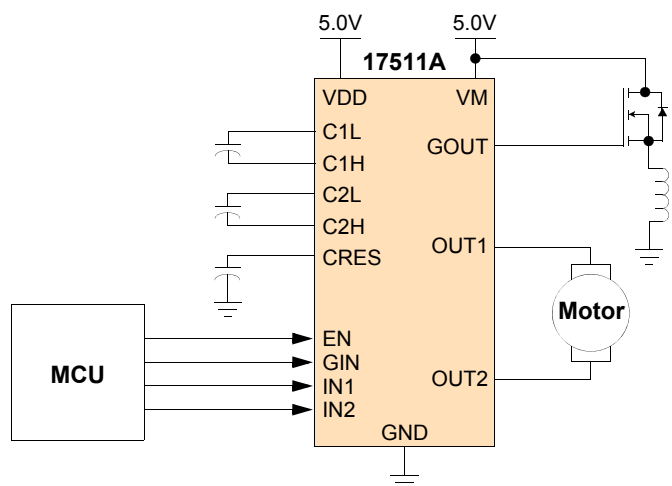 5.0V
5.0V
17511A
VDD
VM
C1L
GOUT
C1H
C2L
C2H
OUT1
CRES
Motor
MCU
EN
GIN
IN1
OUT2
IN2
GND